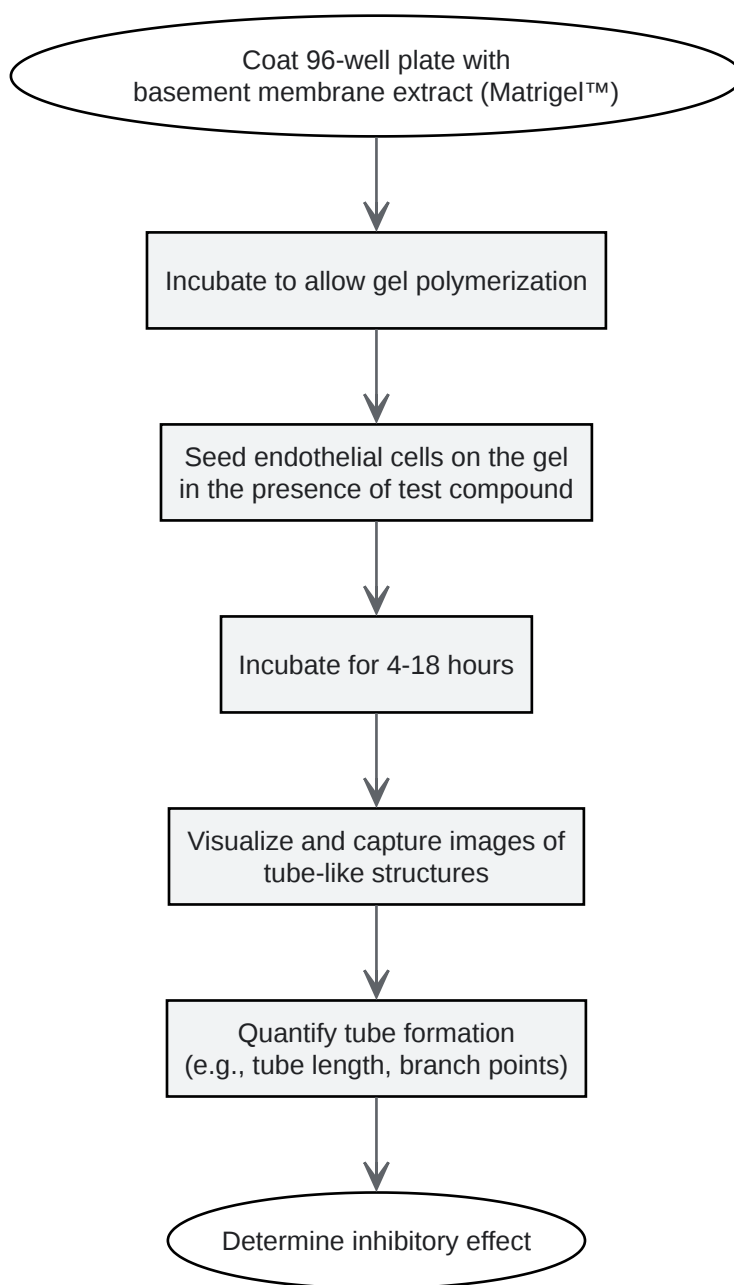 Coat 96-well plate with
basement membrane extract (Matrigel™)
Incubate to allow gel polymerization
Seed endothelial cells on the gel
in the presence of test compound
Incubate for 4-18 hours
Visualize and capture images of
tube-like structures
Quantify tube formation
(e.g., tube length, branch points)
Determine inhibitory effect